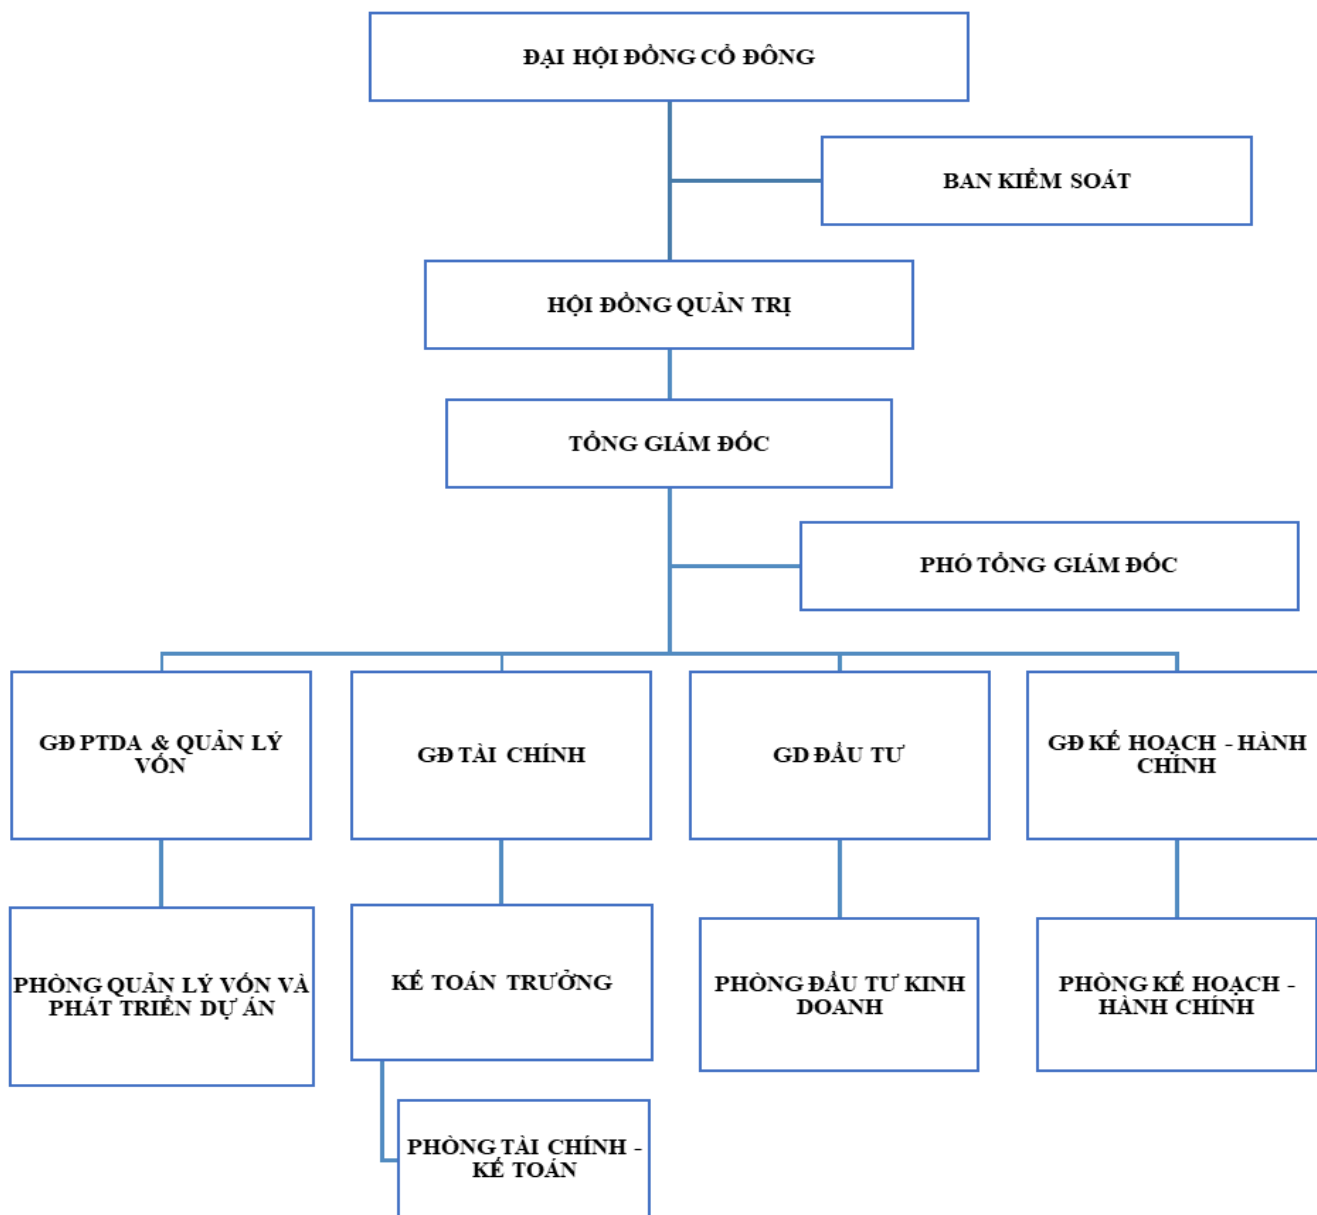 ĐẠI HỘI ĐỒNG CỔ ĐÔNG
BAN KIỂM SOÁT
HỘI ĐỒNG QUẢN TRỊ
TỔNG GIÁM ĐỐC
PHÓ TỔNG GIÁM ĐỐC
GĐ PTDA & QUẢN LÝ
VỐN
GĐ TÀI CHÍNH
GD ĐẦU TƯ
GĐ KẾ HOẠCH - HÀNH
CHÍNH
PHÒNG QUẢN LÝ VỐN VÀ
PHÁT TRIỂN DỰ ÁN
KẾ TOÁN TRƯỞNG
PHÒNG ĐẦU TƯ KINH
DOANH
PHÒNG KẾ HOẠCH -
HÀNH CHÍNH
PHÒNG TÀI CHÍNH -
KẾ TOÁN